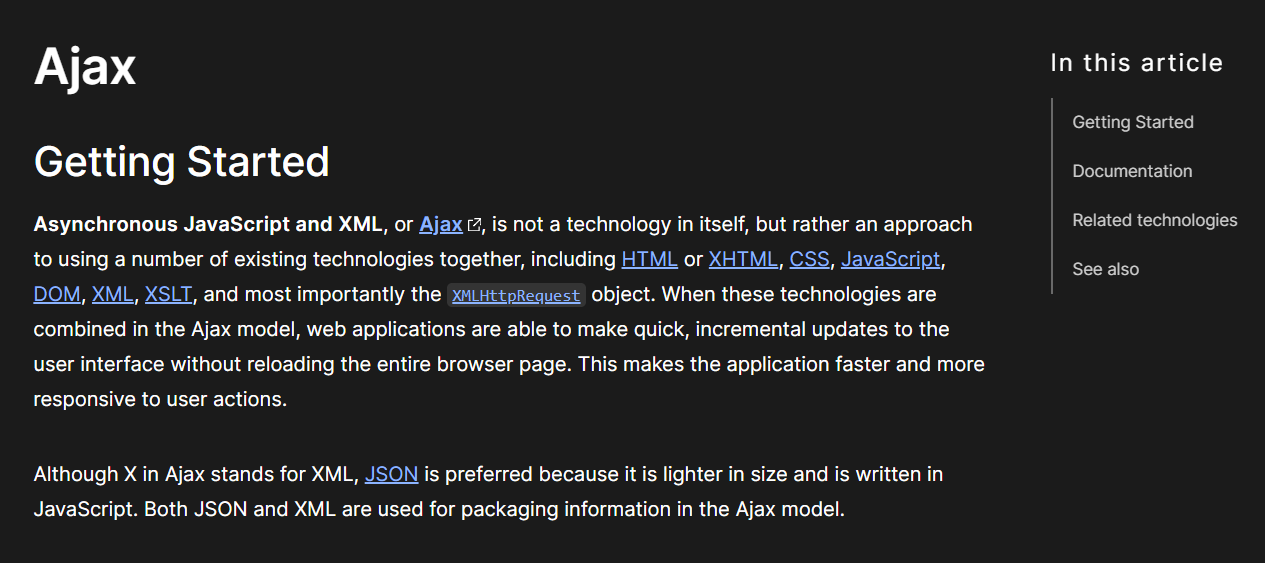 Ajax
Getting Started
Asynchronous JavaScript and XML, or Ajax, is not a technology in itself, but rather an approach
to using a number of existing technologies together, including HTML or XHTML, CSS, JavaScript,
DOM, XML, XSLT, and most importantly the XMLHttpRequest object. When these technologies are
combined in the Ajax model, web applications are able to make quick, incremental updates to the
user interface without reloading the entire browser page. This makes the application faster and more
responsive to user actions.
Although X in Ajax stands for XML, JSON is preferred because it is lighter in size and is written in
JavaScript. Both JSON and XML are used for packaging information in the Ajax model.
In this article
Getting Started
Documentation
Related technologies
See also